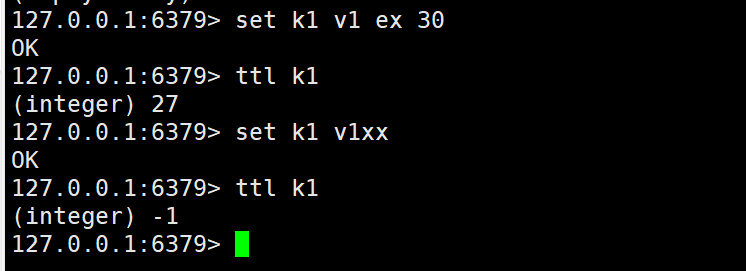 127.0.0.1:6379> set k1 v1 ex 30
OK
127.0.0.1:6379> ttl k1
(integer) 27
127.0.0.1:6379> set k1 v1xx
OK
127.0.0.1:6379> ttl k1
(integer) -1
127.0.0.1:6379>